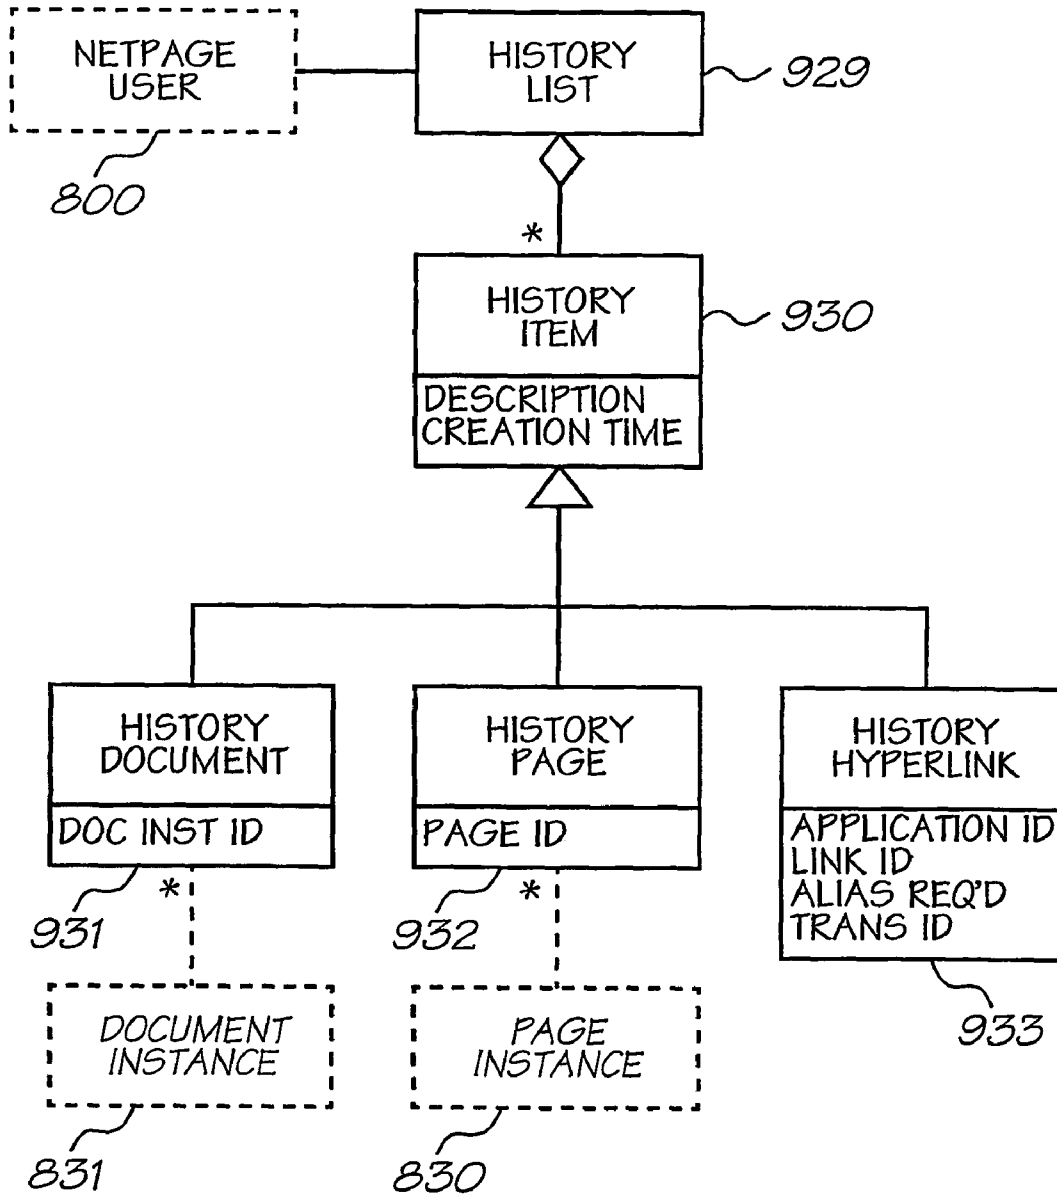 NETPAGE
USER
800
HISTORY
LIST
929
*
HISTORY
ITEM
930
DESCRIPTION
CREATION TIME
HISTORY
DOCUMENT
DOC INST ID
931
*
HISTORY
PAGE
PAGE ID
932
*
HISTORY
HYPERLINK
APPLICATION ID
LINK ID
ALIAS REQ'D
TRANS ID
933
DOCUMENT
INSTANCE
831
PAGE
INSTANCE
830